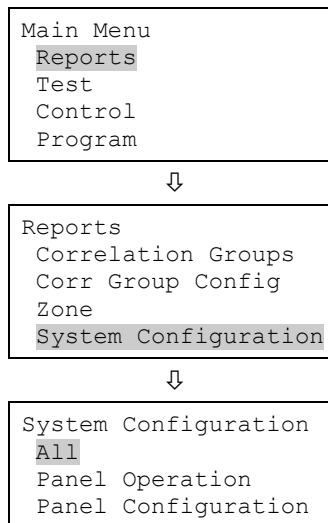 Main Menu
Reports
Test
Control
Program
⇩
Reports
Correlation Groups
Corr Group Config
Zone
System Configuration
⇩
System Configuration
All
Panel Operation
Panel Configuration